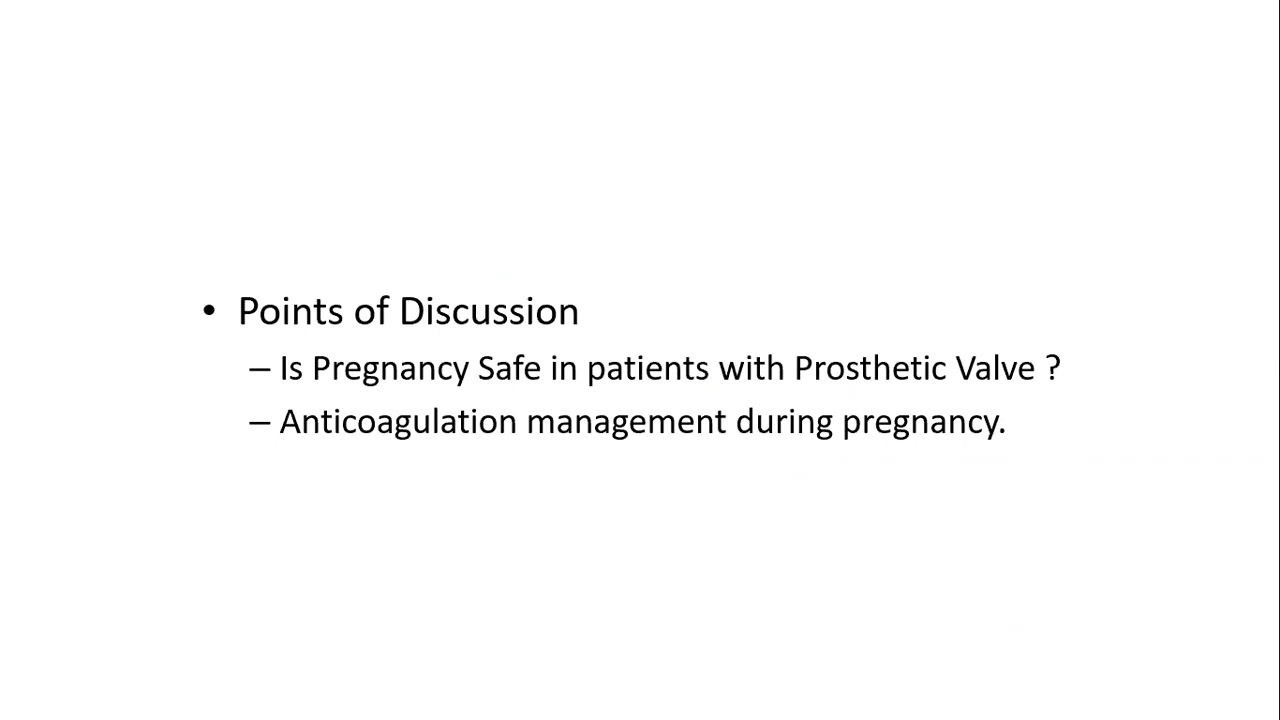 • Points of Discussion
– Is Pregnancy Safe in patients with Prosthetic Valve ?
– Anticoagulation management during pregnancy.